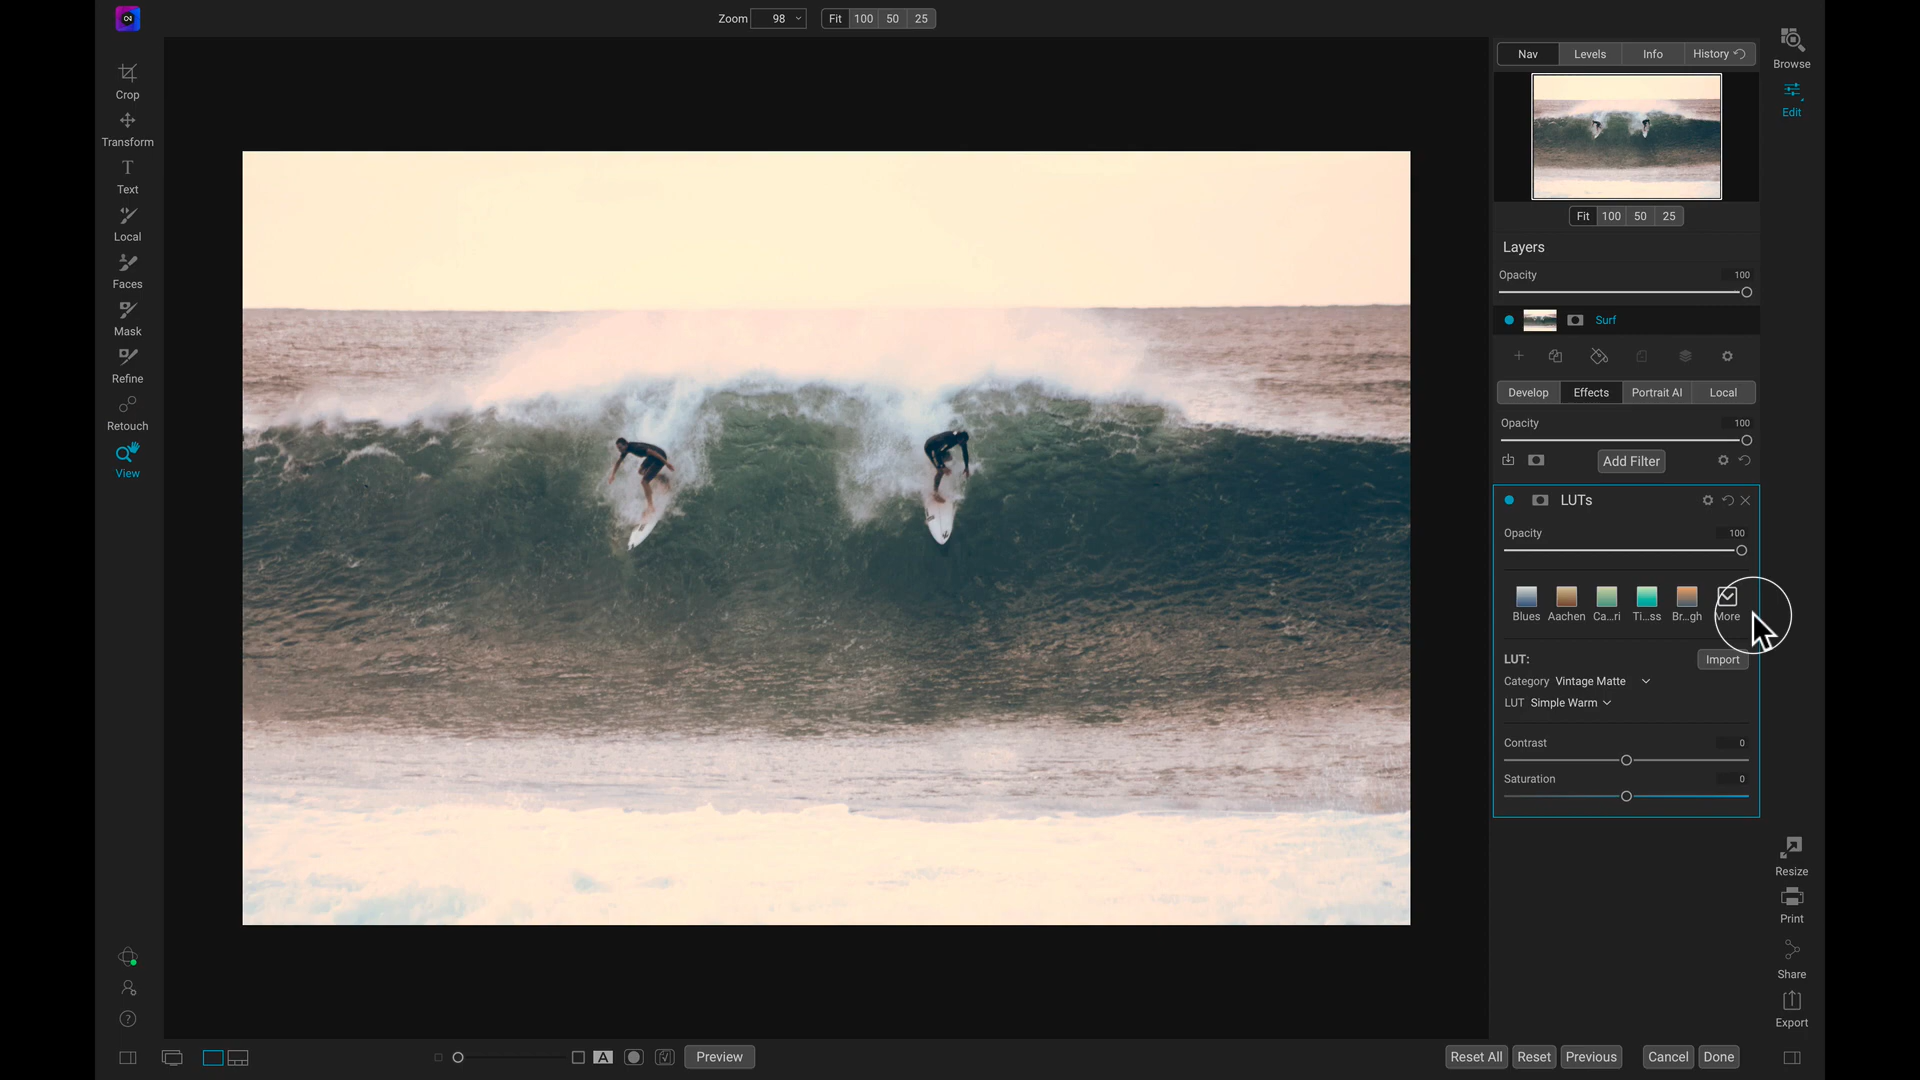 Zoom 98 Fit 100 50 25
Crop
Transform
Text
Local
Faces
Mask
Refine
Retouch
View
Nav Levels Info History
Browse
Edit
Fit 100 50 25
Layers
Opacity 100
Surf
Develop Effects Portrait AI Local
Opacity 100
Add Filter
LUTs
Opacity 100
Blues Aachen Ca...ri Ti...ss Br...gh More
LUT: Import
Category Vintage Matte
LUT Simple Warm
Contrast 0
Saturation 0
Resize
Print
Share
Export
A Preview Reset All Reset Previous Cancel Done